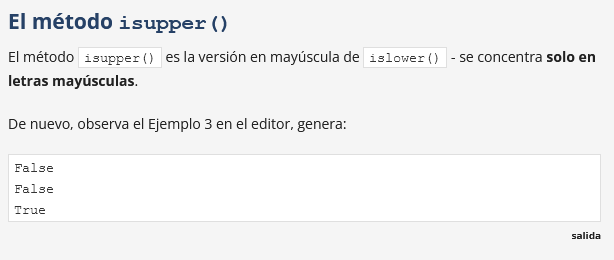 El método isupper()
El método isupper() es la versión en mayúscula de islower() - se concentra solo en
letras mayúsculas.
De nuevo, observa el Ejemplo 3 en el editor, genera:
False
False
True
salida